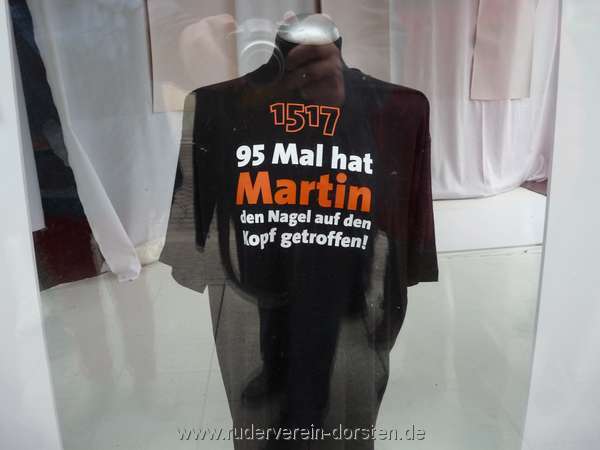 1517
95 Mal hat
Martin
den Nagel auf den
Kopf getroffen!
www.ruderverein-dorsten.de